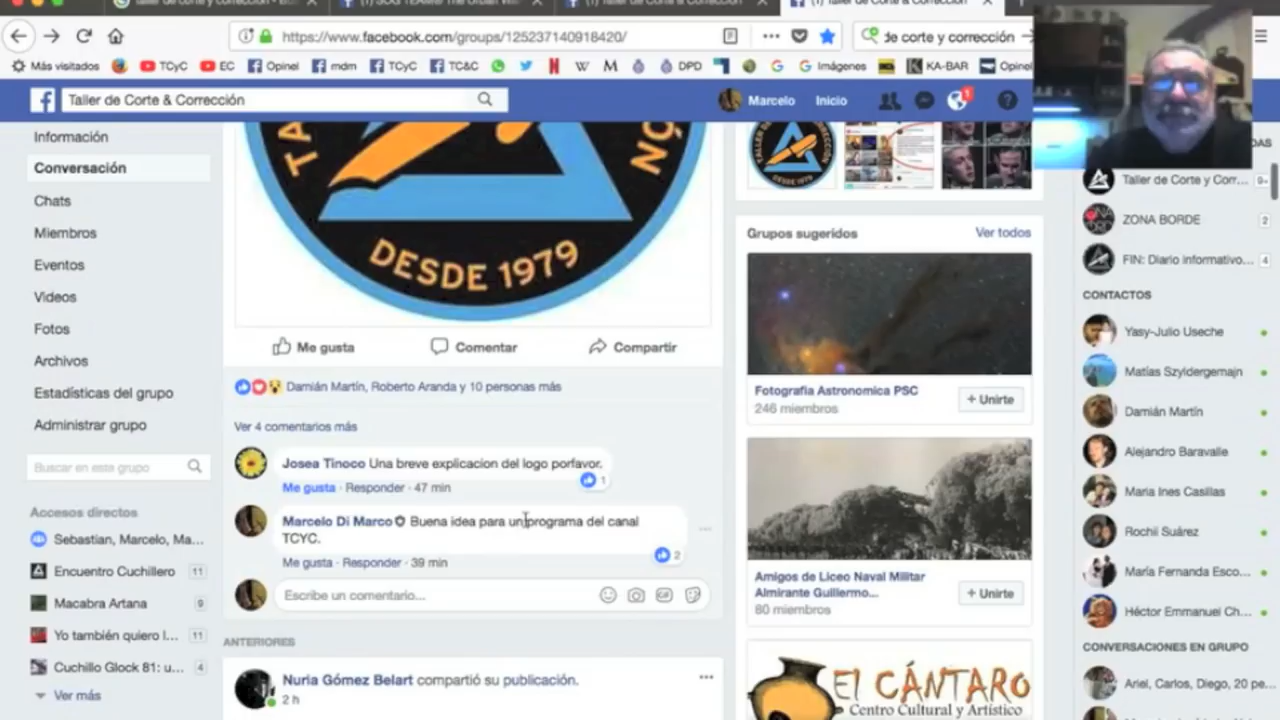 https://www.facebook.com/groups/125237140918420/
de corte y corrección
Más visitados
TCyC
EC
Opinel
mdm
TCyC
TC&C
DPD
Imágenes
KA-BAR
Opinel
Taller de Corte & Corrección
Marcelo
Inicio
1
Información
Conversación
Chats
Miembros
Eventos
Videos
Fotos
Archivos
Estadísticas del grupo
Administrar grupo
Buscar en este grupo
Accesos directos
Sebastian, Marcelo, Ma...
Encuentro Cuchillero 11
Macabra Artana 9
Yo también quiero l... 11
Cuchillo Glock 81: u... 4
Ver más
DESDE 1979
Me gusta
Comentar
Compartir
Damián Martín, Roberto Aranda y 10 personas más
Ver 4 comentarios más
Josea Tinoco Una breve explicacion del logo porfavor.
1
Me gusta · Responder · 47 min
Marcelo Di Marco Buena idea para un programa del canal
TCYC.
2
Me gusta · Responder · 39 min
Escribe un comentario...
GIF
ANTERIORES
Nuria Gómez Belart compartió su publicación.
2 h
DESDE 1979
Grupos sugeridos
Ver todos
Fotografia Astronomica PSC
246 miembros
+ Unirte
Amigos de Liceo Naval Militar
Almirante Guillermo...
80 miembros
+ Unirte
El CÁNTARO
Centro Cultural y Artístico
Taller de Corte y Corr... 9+
ZONA BORDE 2
FIN: Diario informativo... 4
CONTACTOS
Yasy-Julio Useche
Matías Szyldergemajn
Damián Martín
Alejandro Baravalle
Maria Ines Casillas
Rochii Suárez
María Fernanda Esco...
Héctor Emmanuel Ch...
CONVERSACIONES EN GRUPO
Ariel, Carlos, Diego, 20 pe...